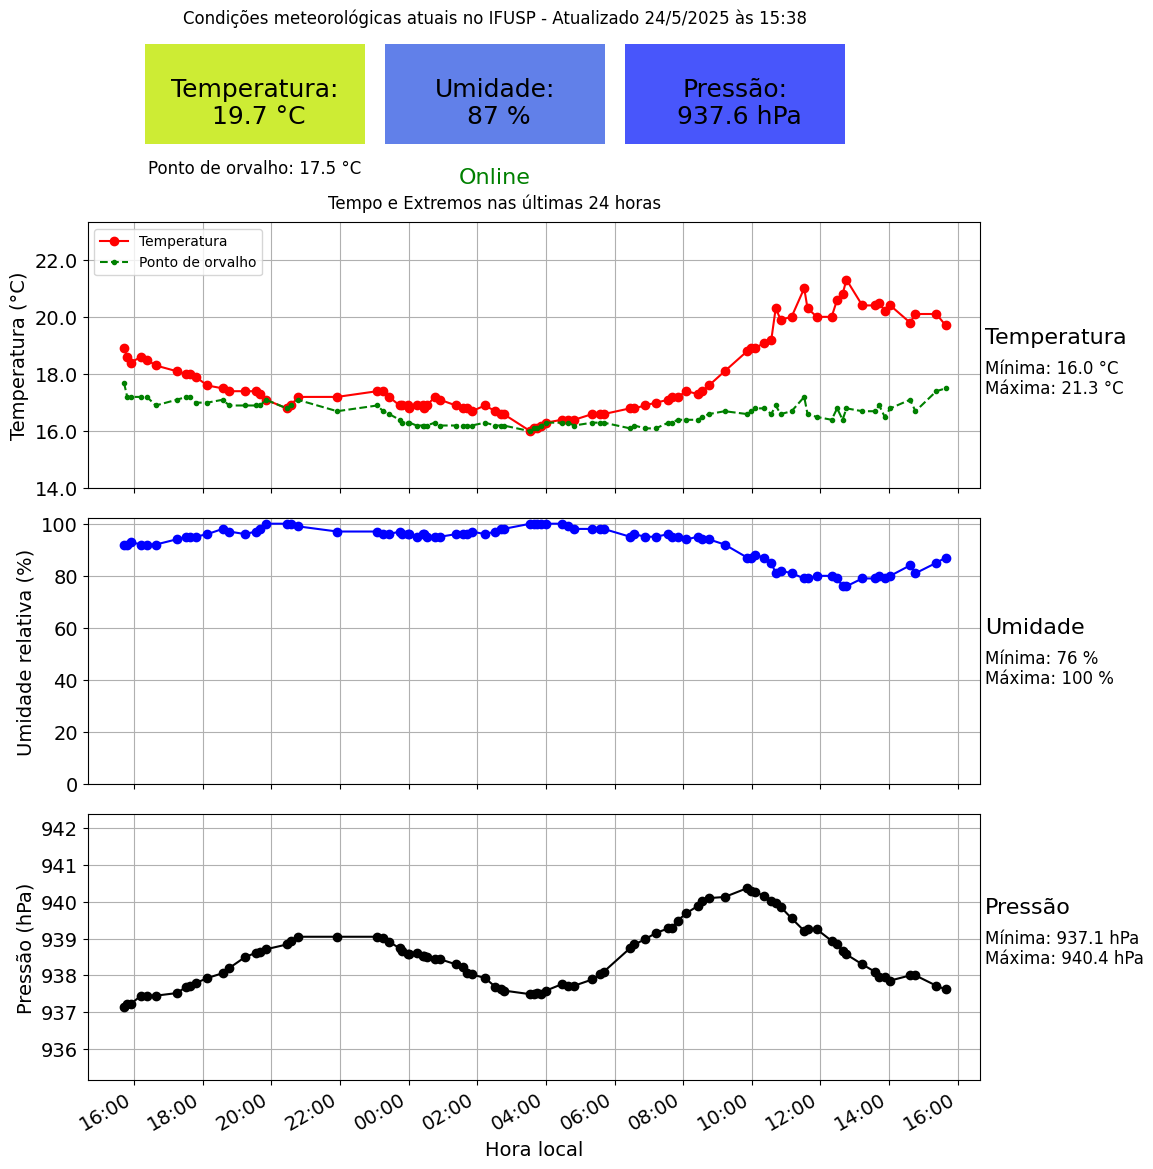 Condições meteorológicas atuais no IFUSP - Atualizado 24/5/2025 às 15:38
Temperatura:
19.7 °C
Umidade:
87 %
Pressão:
937.6 hPa
Ponto de orvalho: 17.5 °C
Online
Tempo e Extremos nas últimas 24 horas
Temperatura (°C)
22.0
20.0
18.0
16.0
14.0
Temperatura
Ponto de orvalho
Temperatura
Mínima: 16.0 °C
Máxima: 21.3 °C
Umidade relativa (%)
100
80
60
40
20
0
Umidade
Mínima: 76 %
Máxima: 100 %
Pressão (hPa)
942
941
940
939
938
937
936
Pressão
Mínima: 937.1 hPa
Máxima: 940.4 hPa
16:00
18:00
20:00
22:00
00:00
02:00
04:00
06:00
08:00
10:00
12:00
14:00
16:00
Hora local